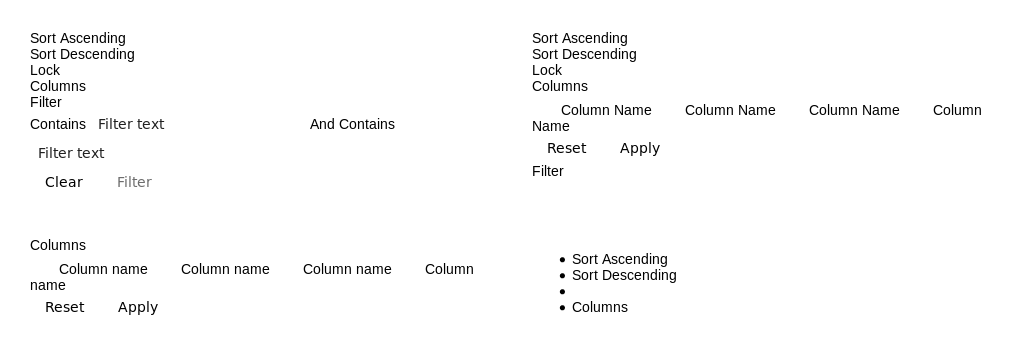 Sort Ascending
Sort Descending
Lock
Columns
Filter
Contains Filter text And Contains
Filter text
Clear Filter
Sort Ascending
Sort Descending
Lock
Columns
Column Name Column Name Column Name Column
Name
Reset Apply
Filter
Columns
Column name Column name Column name Column
name
Reset Apply
Sort Ascending
Sort Descending
Columns